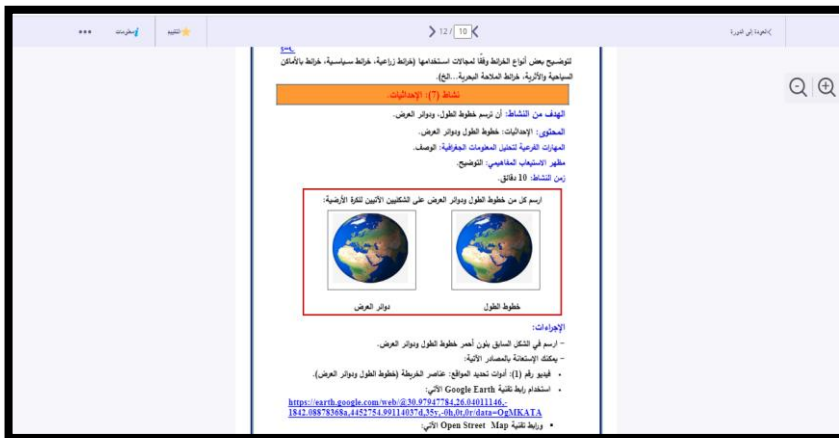 العودة إلى الدورة
12 / 10
التقييم
معلومات
لتوضيح بعض أنواع الخرائط وفقًا لمجالات استخدامها (خرائط زراعية، خرائط سياسية، خرائط بالأماكن
السياحية والأثرية، خرائط الملاحة البحرية...الخ).
نشاط (7): الإحداثيات.
الهدف من النشاط: أن ترسم خطوط الطول، ودوائر العرض.
المحتوى: الإحداثيات: خطوط الطول ودوائر العرض.
المهارات الفرعية لتحليل المعلومات الجغرافية: الوصف.
مظهر الاستيعاب المفاهيمي: التوضيح.
زمن النشاط: 10 دقائق.
ارسم كل من خطوط الطول ودوائر العرض على الشكليين الآتيين للكرة الأرضية:
خطوط الطول
دوائر العرض
الإجراءات:
- ارسم في الشكل السابق بلون أحمر خطوط الطول ودوائر العرض.
- يمكنك الإستعانة بالمصادر الآتية:
• فيديو رقم (1): أدوات تحديد المواقع: عناصر الخريطة (خطوط الطول ودوائر العرض).
• استخدام رابط تقنية Google Earth الآتي:
https://earth.google.com/web/@30.97947784,26.04011146,-
1842.08878368a,4452754.99114037d,35y,-0h,0t,0r/data=OgMKATA
▪ ورابط تقنية Open Street Map الآتي: